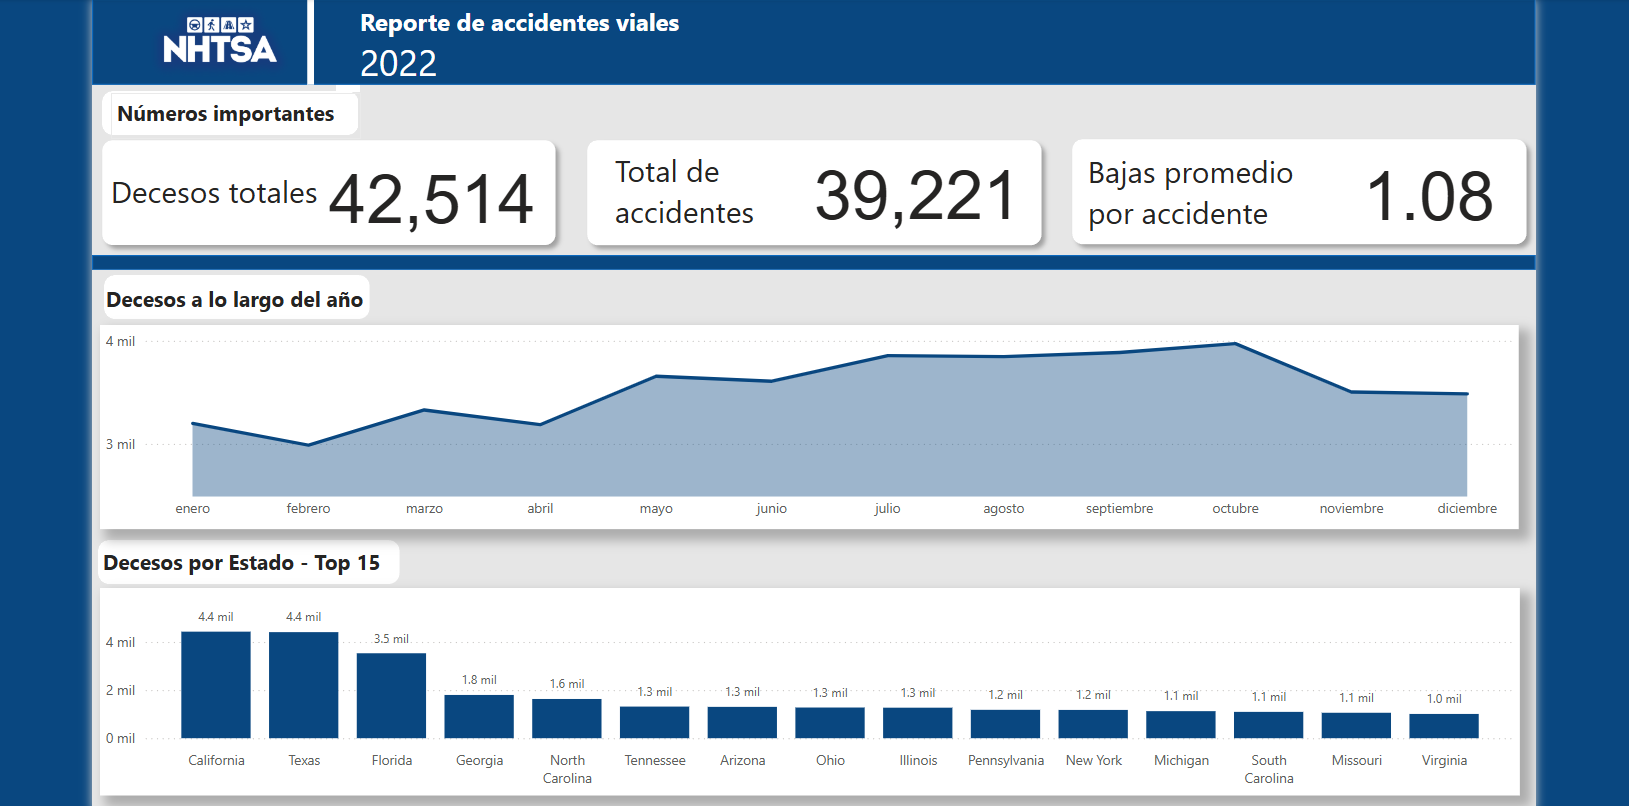 NHTSA
Reporte de accidentes viales
2022
Números importantes
Decesos totales 42,514
Total de
accidentes
39,221
Bajas promedio
por accidente
1.08
Decesos a lo largo del año
4 mil
3 mil
enero febrero marzo abril mayo junio julio agosto septiembre octubre noviembre diciembre
Decesos por Estado - Top 15
4.4 mil 4.4 mil 3.5 mil 1.8 mil 1.6 mil 1.3 mil 1.3 mil 1.3 mil 1.3 mil 1.2 mil 1.2 mil 1.1 mil 1.1 mil 1.1 mil 1.0 mil
4 mil
2 mil
0 mil
California Texas Florida Georgia North Carolina Tennessee Arizona Ohio Illinois Pennsylvania New York Michigan South Carolina Missouri Virginia